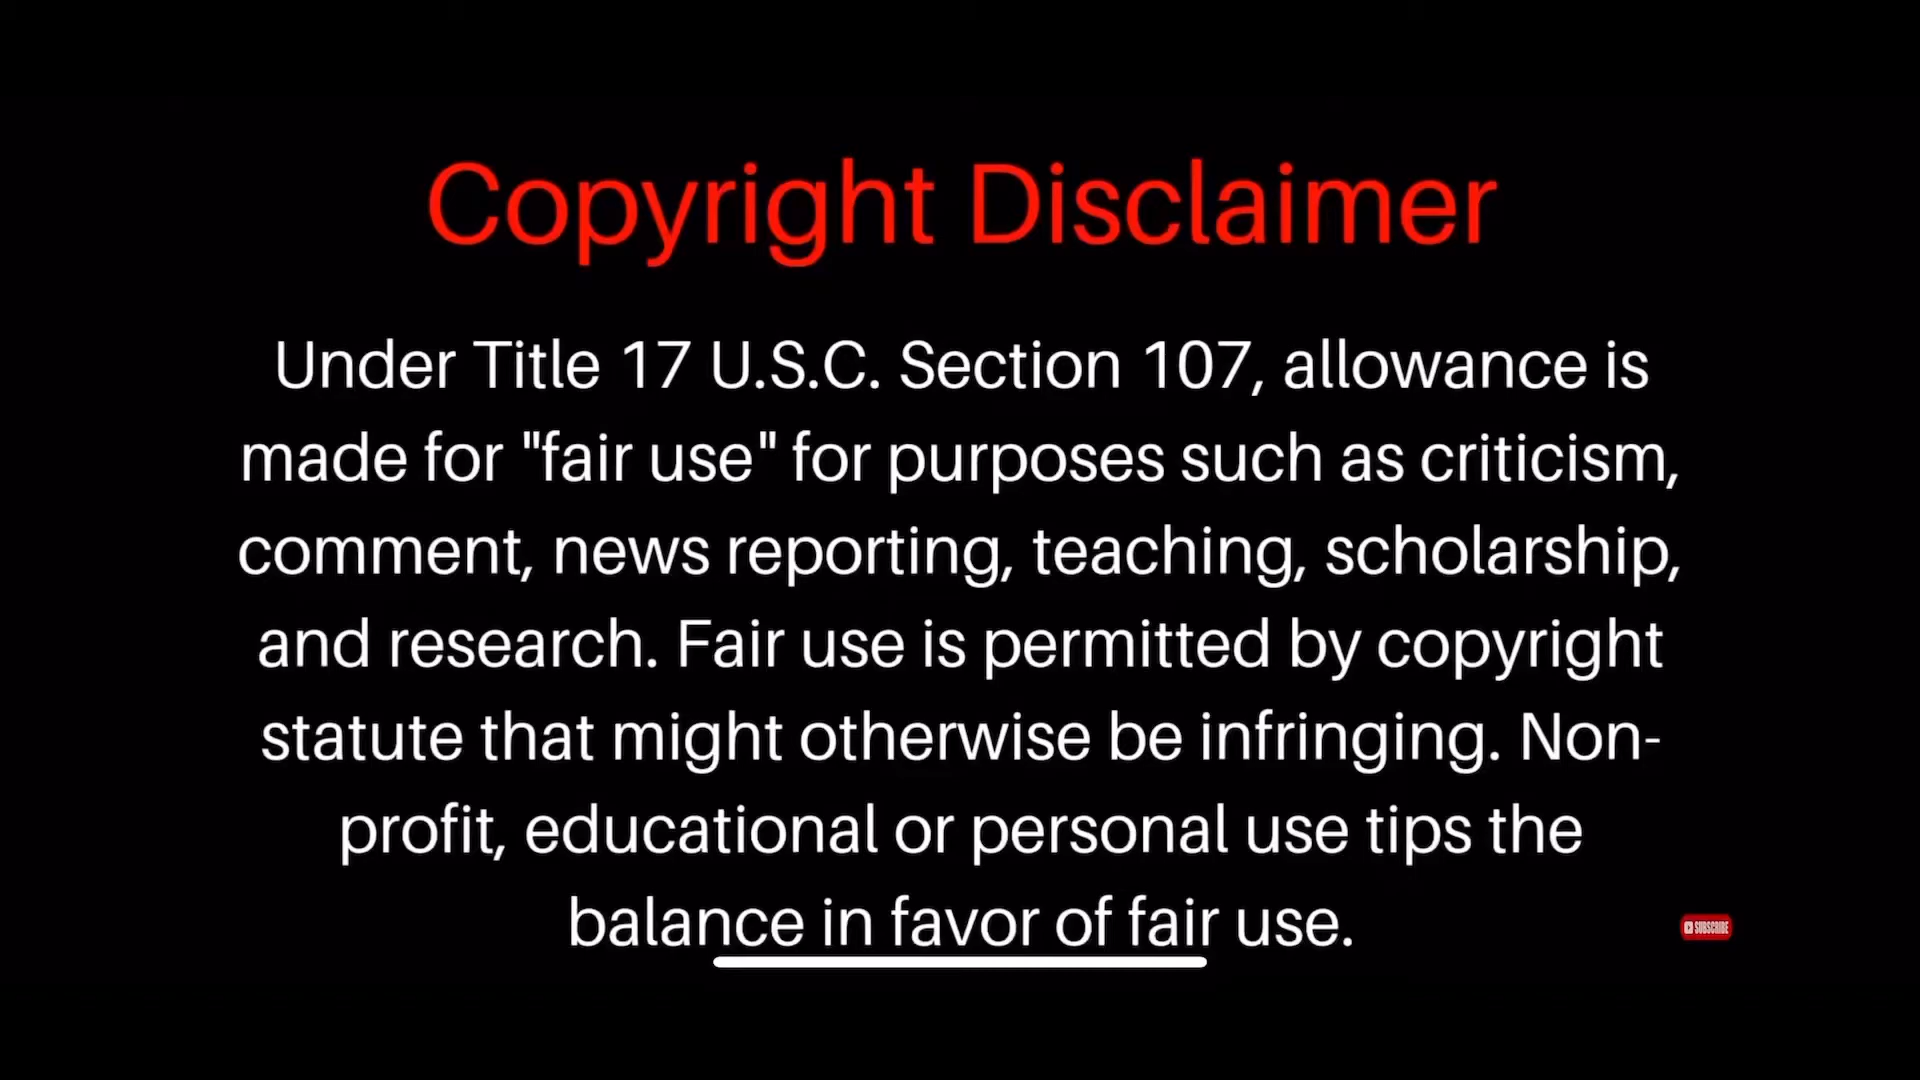 Copyright Disclaimer
Under Title 17 U.S.C. Section 107, allowance is
made for "fair use" for purposes such as criticism,
comment, news reporting, teaching, scholarship,
and research. Fair use is permitted by copyright
statute that might otherwise be infringing. Non-
profit, educational or personal use tips the
balance in favor of fair use.
SUBSCRIBE